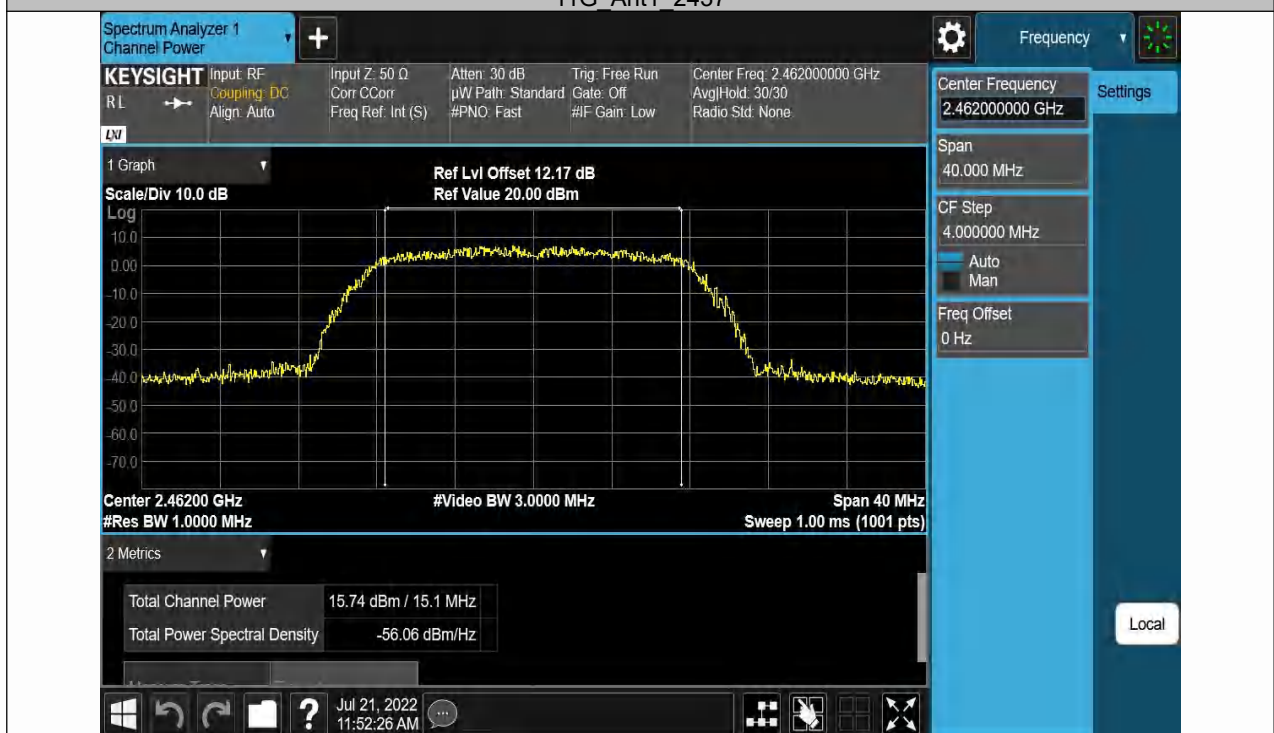 11G_Ant1_2437
Spectrum Analyzer 1
Channel Power
Frequency
KEYSIGHT
R L
LXI
Input: RF
Coupling: DC
Align: Auto
Input Z: 50 Ω
Corr CCorr
Freq Ref: Int (S)
Atten: 30 dB
µW Path: Standard
#PNO: Fast
Trig: Free Run
Gate: Off
#IF Gain: Low
Center Freq: 2.462000000 GHz
Avg|Hold: 30/30
Radio Std: None
Center Frequency
2.462000000 GHz
Settings
Span
40.000 MHz
CF Step
4.000000 MHz
Auto
Man
Freq Offset
0 Hz
Local
1 Graph
Scale/Div 10.0 dB
Ref Lvl Offset 12.17 dB
Ref Value 20.00 dBm
Log
10.0
0.00
-10.0
-20.0
-30.0
-40.0
-50.0
-60.0
-70.0
Center 2.46200 GHz
#Video BW 3.0000 MHz
Span 40 MHz
#Res BW 1.0000 MHz
Sweep 1.00 ms (1001 pts)
2 Metrics
Total Channel Power 15.74 dBm / 15.1 MHz
Total Power Spectral Density -56.06 dBm/Hz
Jul 21, 2022
11:52:26 AM